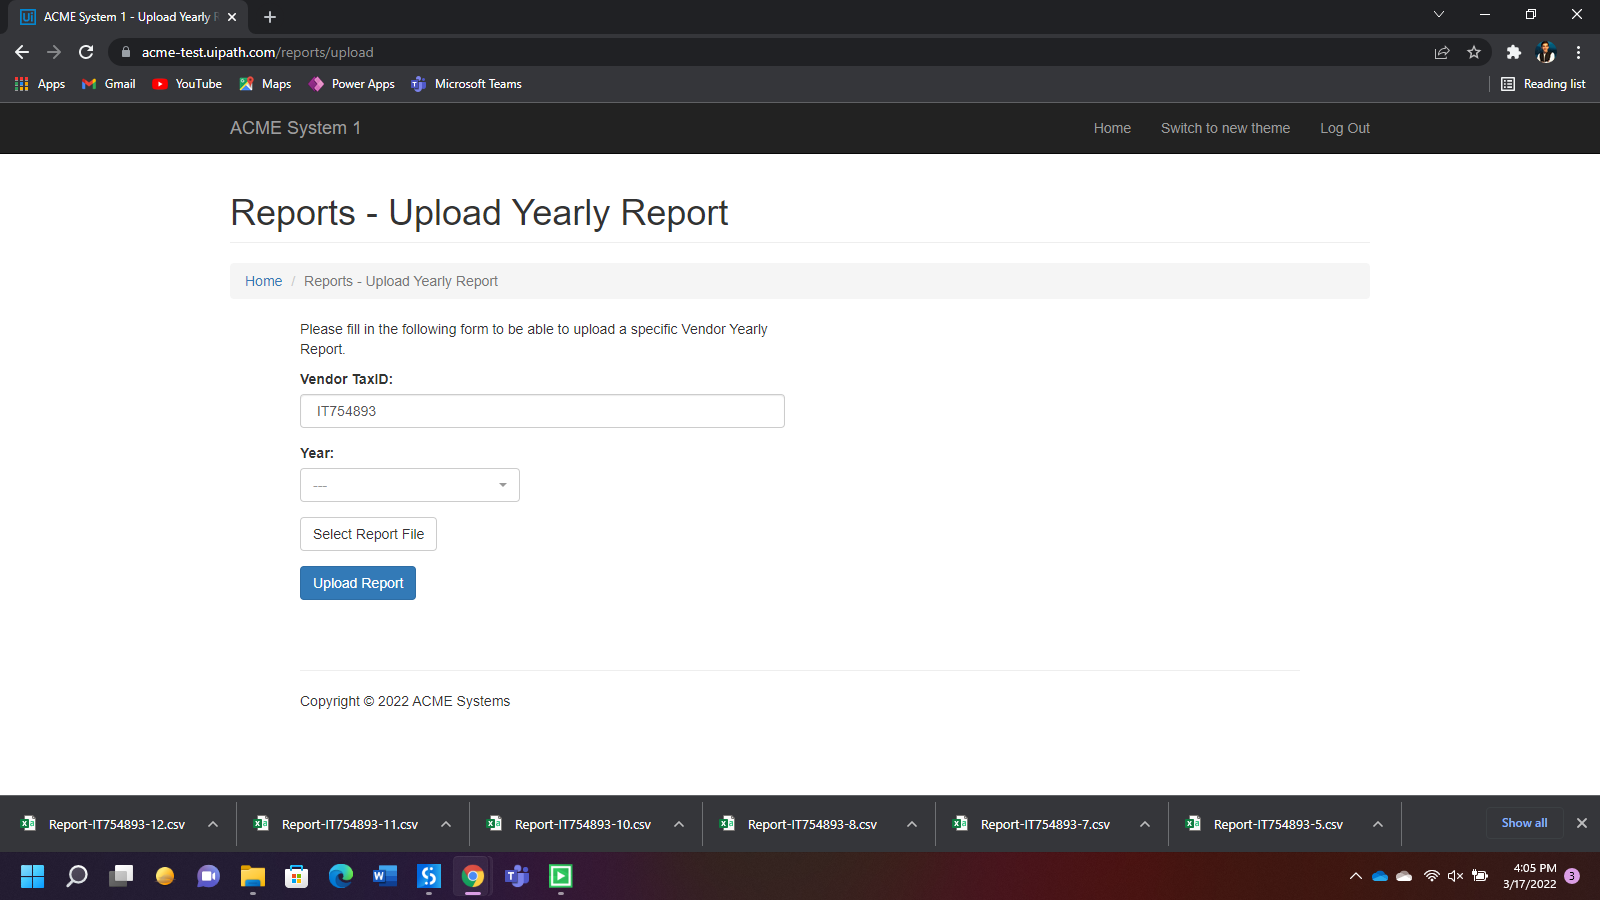 ACME System 1 - Upload Yearly R
acme-test.uipath.com/reports/upload
Apps Gmail YouTube Maps Power Apps Microsoft Teams Reading list
ACME System 1 Home Switch to new theme Log Out
Reports - Upload Yearly Report
Home / Reports - Upload Yearly Report
Please fill in the following form to be able to upload a specific Vendor Yearly
Report.
Vendor TaxID:
IT754893
Year:
---
Select Report File
Upload Report
Copyright © 2022 ACME Systems
Report-IT754893-12.csv Report-IT754893-11.csv Report-IT754893-10.csv Report-IT754893-8.csv Report-IT754893-7.csv Report-IT754893-5.csv Show all
4:05 PM
3/17/2022 3